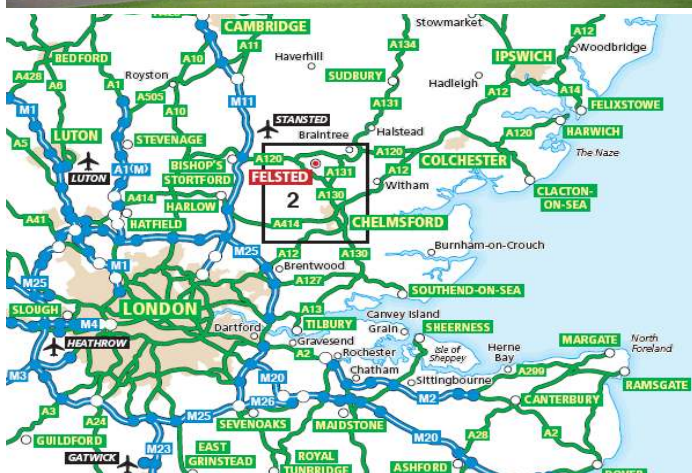 CAMBRIDGE
Stowmarket
A12
A11
Haverhill
A134
IPSWICH
Woodbridge
BEDFORD
A10
A428
A6
A1
Royston
SUDBURY
Hadleigh
A505
A14
M1
A10
M11
STANSTED
A131
A12
FELIXSTOWE
LUTON
STEVENAGE
Braintree
Halstead
A120
HARWICH
A5
BISHOP'S
STORTFORD
A120
A120
COLCHESTER
The Naze
LUTON
FELSTED
A131
A12
Witham
CLACTON-
ON-SEA
A414
HARLOW
2
A130
A41
HATFIELD
A414
CHELMSFORD
M25
A12
A130
Burnham-on-Crouch
M1
Brentwood
M25
A127
SOUTHEND-ON-SEA
SLOUGH
LONDON
A13
Canvey Island
M4
Dartford
TILBURY
Grain
SHEERNESS
HEATHROW
Gravesend
A2
Rochester
Isle of
Sheppey
Herne
Bay
MARGATE
North
Foreland
M3
M20
Chatham
Sittingbourne
A299
RAMSGATE
A3
M25
M26
M2
CANTERBURY
A24
SEVENOAKS
MAIDSTONE
GUILDFORD
M20
A28
A2
GATWICK
M23
EAST
GRINSTEAD
ROYAL
TUNBRIDGE
ASHFORD